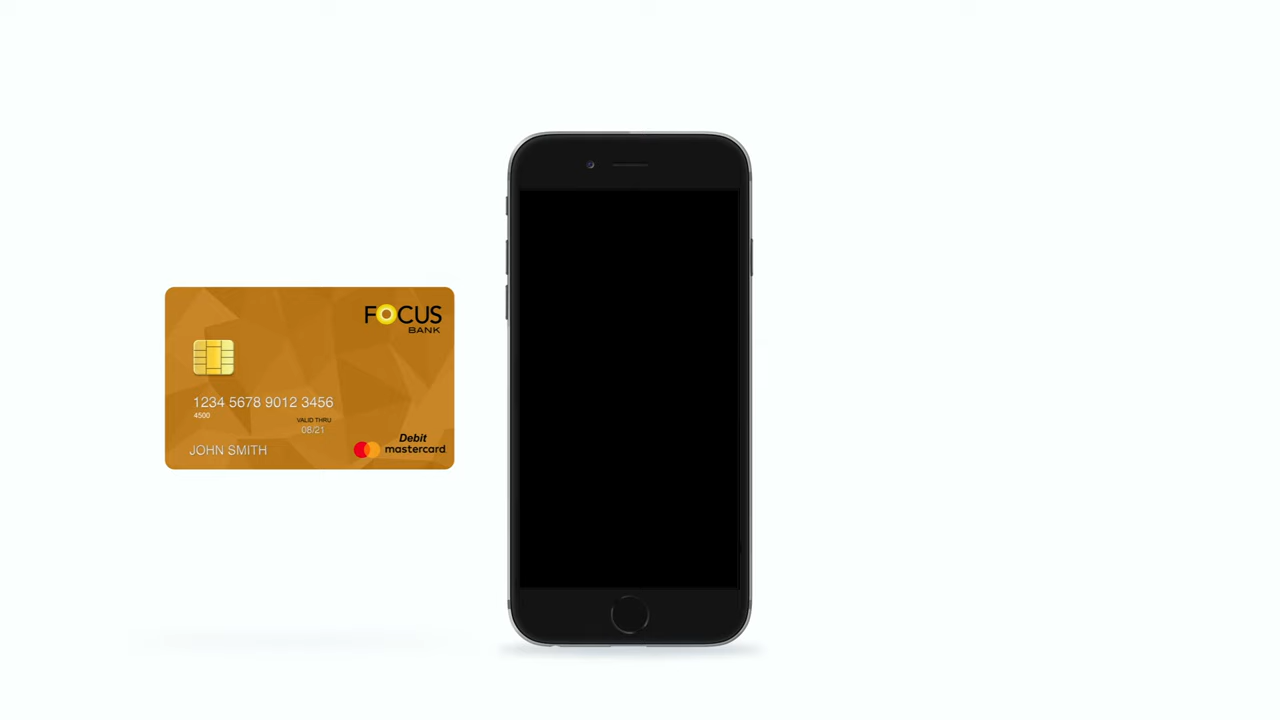 FOCUS
BANK
1234 5678 9012 3456
4500
VALID THRU
08/21
Debit
JOHN SMITH
mastercard